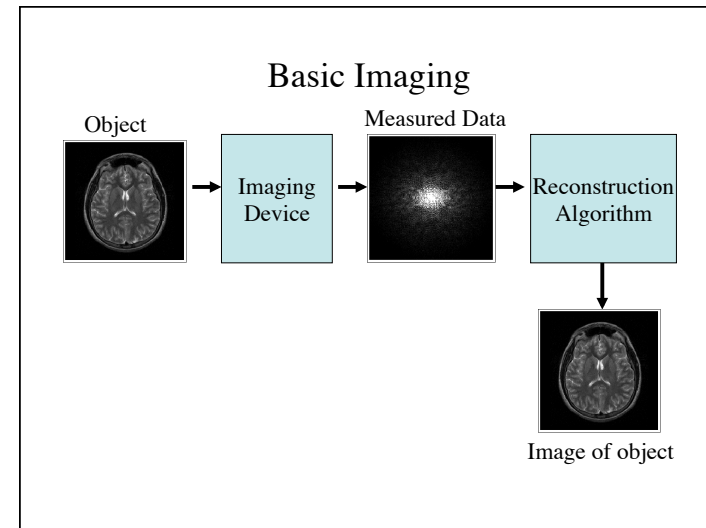 Basic Imaging
Object
Measured Data
Imaging
Device
Reconstruction
Algorithm
Image of object